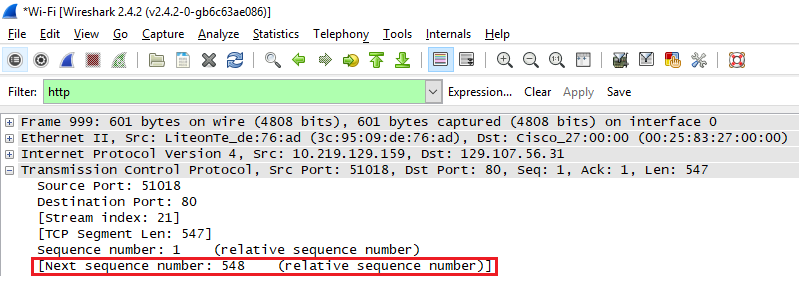 *Wi-Fi [Wireshark 2.4.2 (v2.4.2-0-gb6c63ae086)]
File Edit View Go Capture Analyze Statistics Telephony Tools Internals Help
Filter: http Expression... Clear Apply Save
Frame 999: 601 bytes on wire (4808 bits), 601 bytes captured (4808 bits) on interface 0
Ethernet II, Src: LiteonTe_de:76:ad (3c:95:09:de:76:ad), Dst: Cisco_27:00:00 (00:25:83:27:00:00)
Internet Protocol Version 4, Src: 10.219.129.159, Dst: 129.107.56.31
Transmission Control Protocol, Src Port: 51018, Dst Port: 80, Seq: 1, Ack: 1, Len: 547
Source Port: 51018
Destination Port: 80
[Stream index: 21]
[TCP Segment Len: 547]
Sequence number: 1 (relative sequence number)
[Next sequence number: 548 (relative sequence number)]